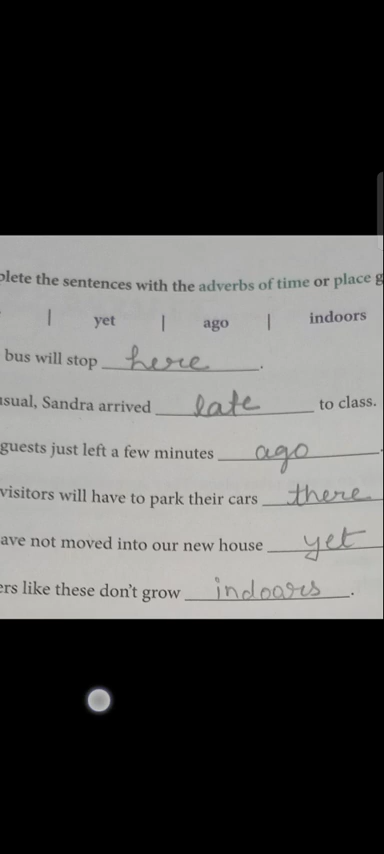 plete the sentences with the adverbs of time or place g
| yet | ago | indoors
bus will stop here.
usual, Sandra arrived late to class.
guests just left a few minutes ago.
visitors will have to park their cars there
ave not moved into our new house yet
ers like these don't grow indoors.